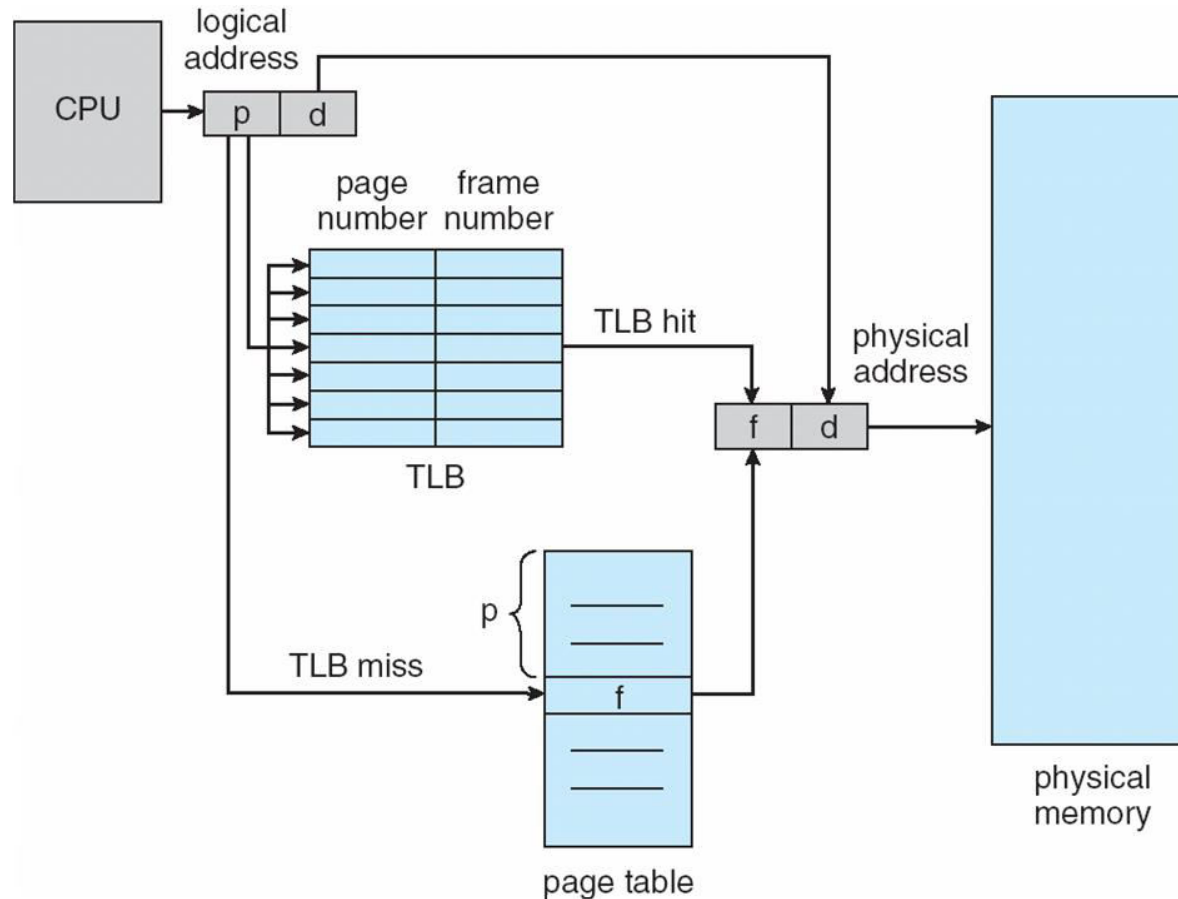 logical
address
CPU
p
d
page
number
frame
number
TLB hit
physical
address
f
d
TLB
p
TLB miss
f
physical
memory
page table